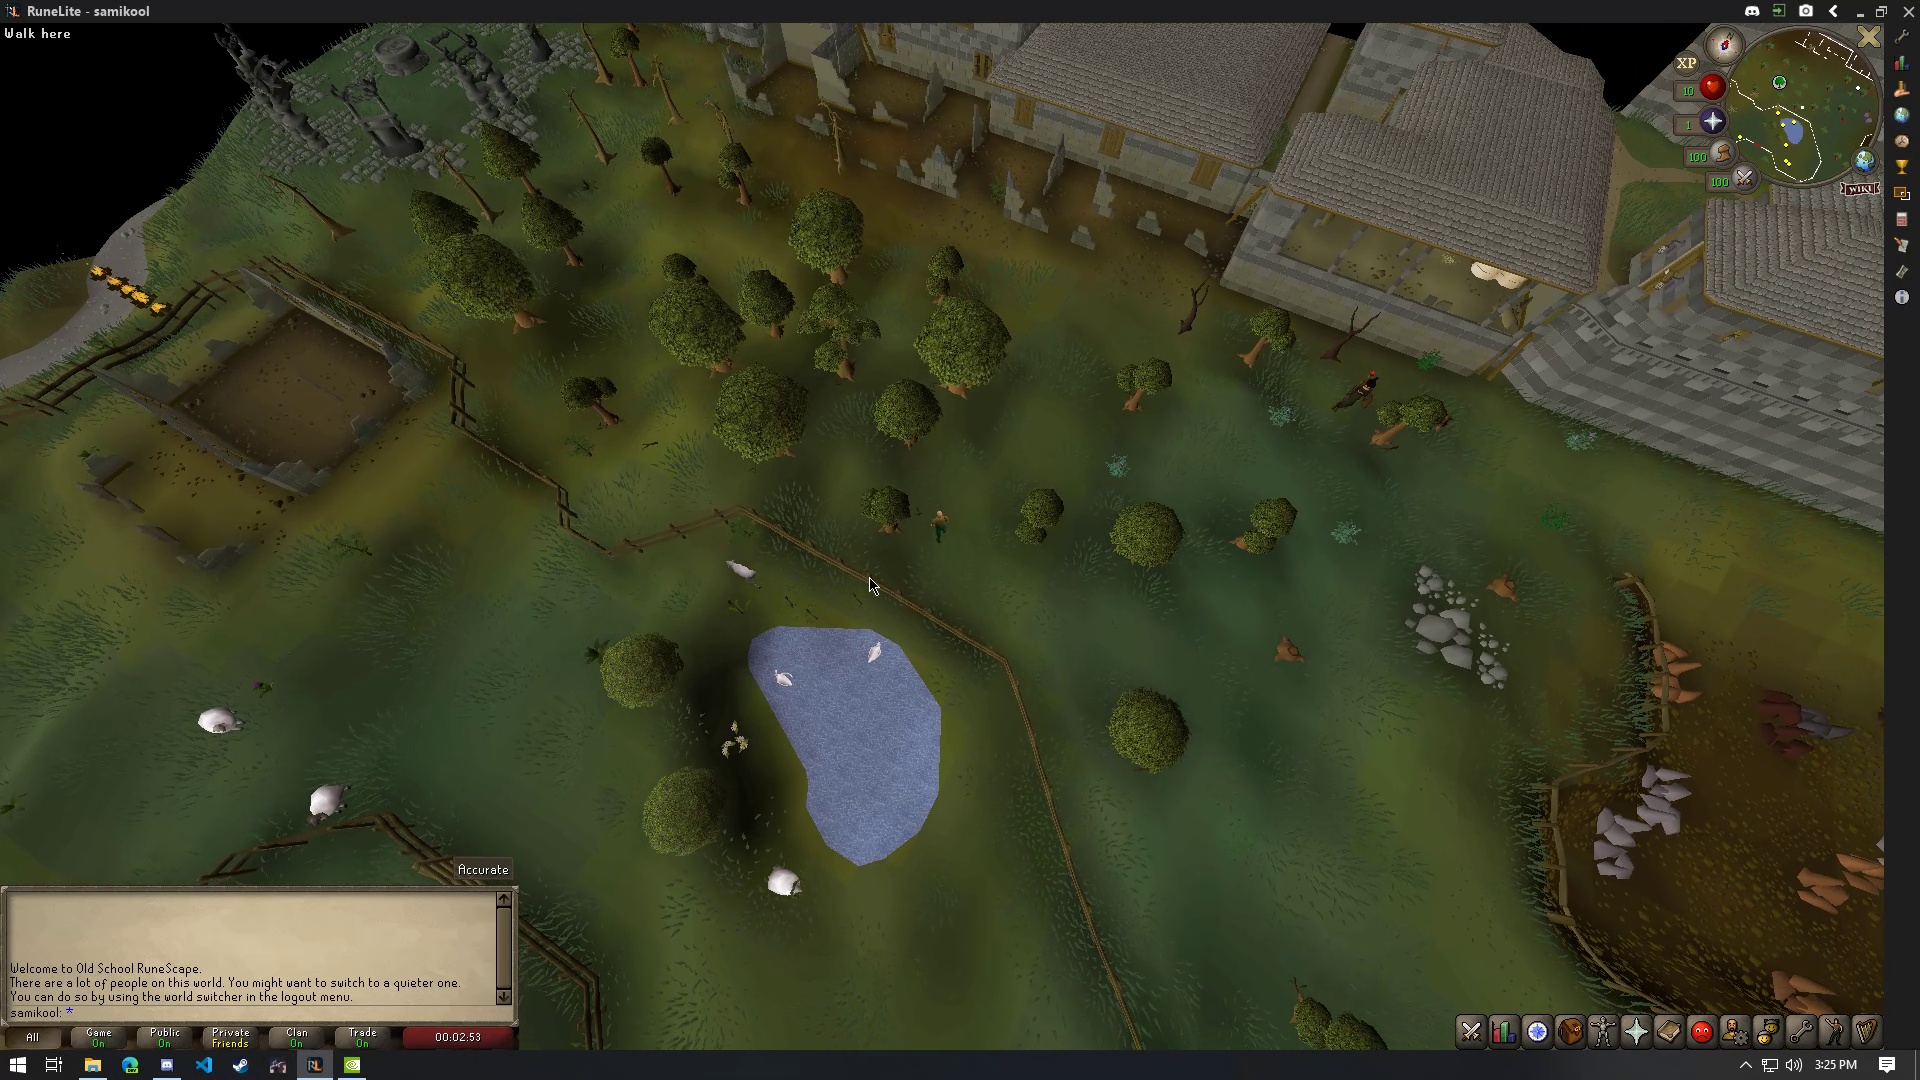 RuneLite - samikool
Walk here
XP
10
1
100
100
WIKI
Accurate
Welcome to Old School RuneScape.
There are a lot of people on this world. You might want to switch to a quieter one.
You can do so by using the world switcher in the logout menu.
samikool: *
All
Game
On
Public
On
Private
Friends
Clan
On
Trade
On
00:02:53
3:25 PM